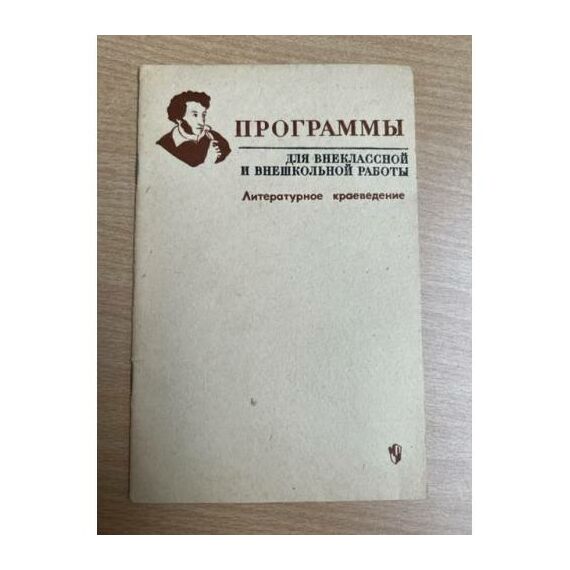 ПРОГРАММЫ
ДЛЯ ВНЕКЛАССНОЙ
И ВНЕШКОЛЬНОЙ РАБОТЫ
Литературное краеведение